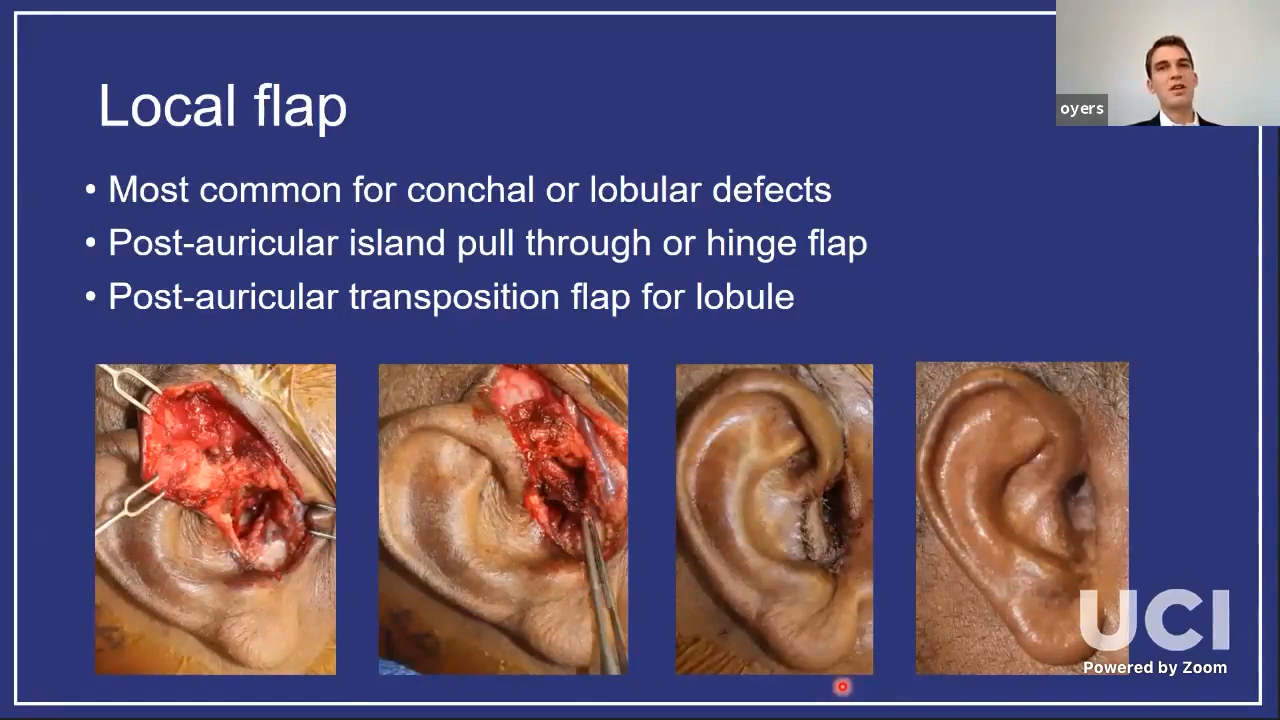 Local flap
• Most common for conchal or lobular defects
• Post-auricular island pull through or hinge flap
• Post-auricular transposition flap for lobule
oyers
UCI
Powered by Zoom